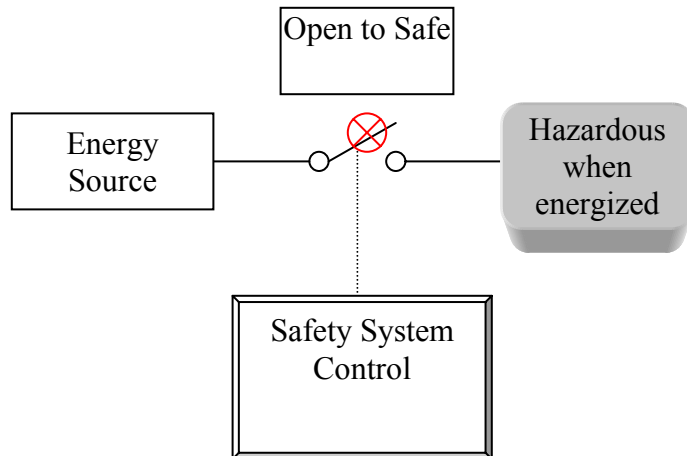 Open to Safe
Energy
Source
Hazardous
when
energized
Safety System
Control